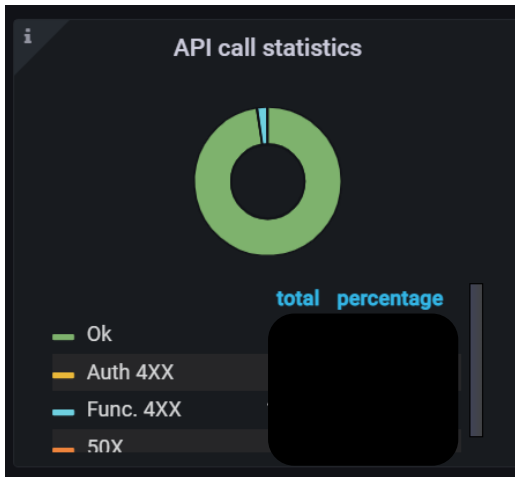 i
API call statistics
total percentage
Ok
Auth 4XX
Func. 4XX
50X